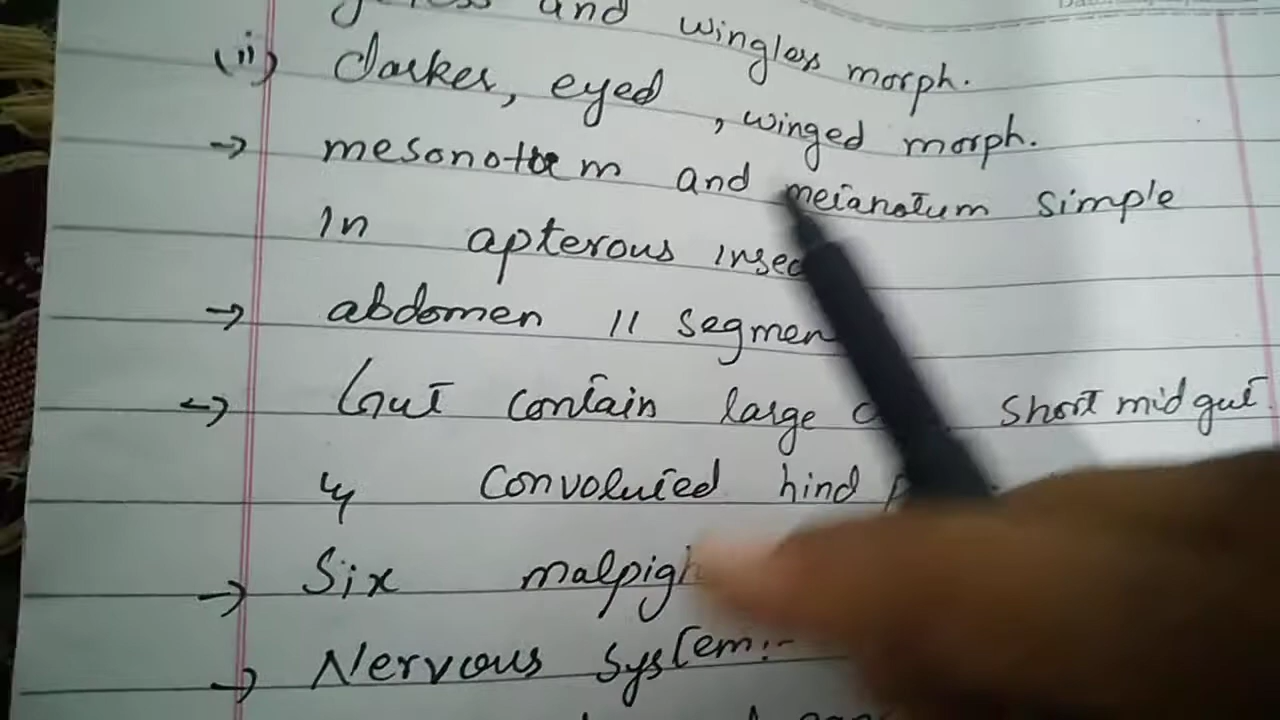 and wingless morph.
(ii) darker, eyed, winged morph.
→ mesonotum and metanotum simple
in apterous insec
→ abdomen 11 segmen
→ Gut contain large short midgut
& convoluted hind
→ Six malpigh
→ Nervous system:-